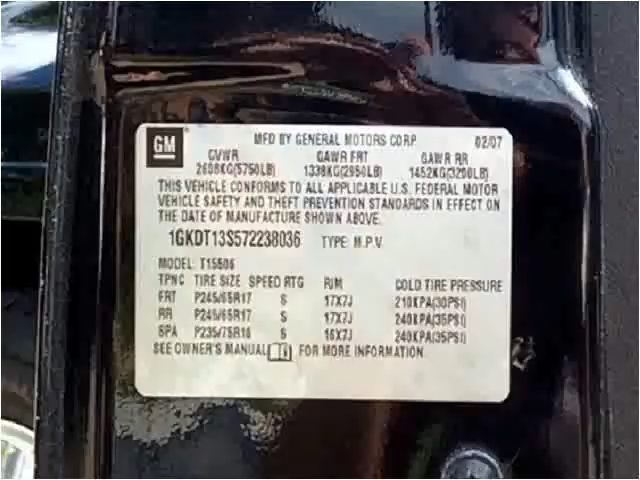 GM
MFD BY GENERAL MOTORS CORP 02/07
GVWR GAWR FRT GAWR RR
2608KG(5750LB) 1338KG(2950LB) 1452KG(3200LB)
THIS VEHICLE CONFORMS TO ALL APPLICABLE U.S. FEDERAL MOTOR
VEHICLE SAFETY AND THEFT PREVENTION STANDARDS IN EFFECT ON
THE DATE OF MANUFACTURE SHOWN ABOVE.
1GKDT13S572238036 TYPE: M.P.V.
MODEL: T15506
TPNC TIRE SIZE SPEED RTG RIM COLD TIRE PRESSURE
FRT P245/65R17 S 17X7J 210KPA(30PSI)
RR P245/65R17 S 17X7J 240KPA(35PSI)
SPA P235/75R16 S 16X7J 240KPA(35PSI)
SEE OWNER'S MANUAL FOR MORE INFORMATION